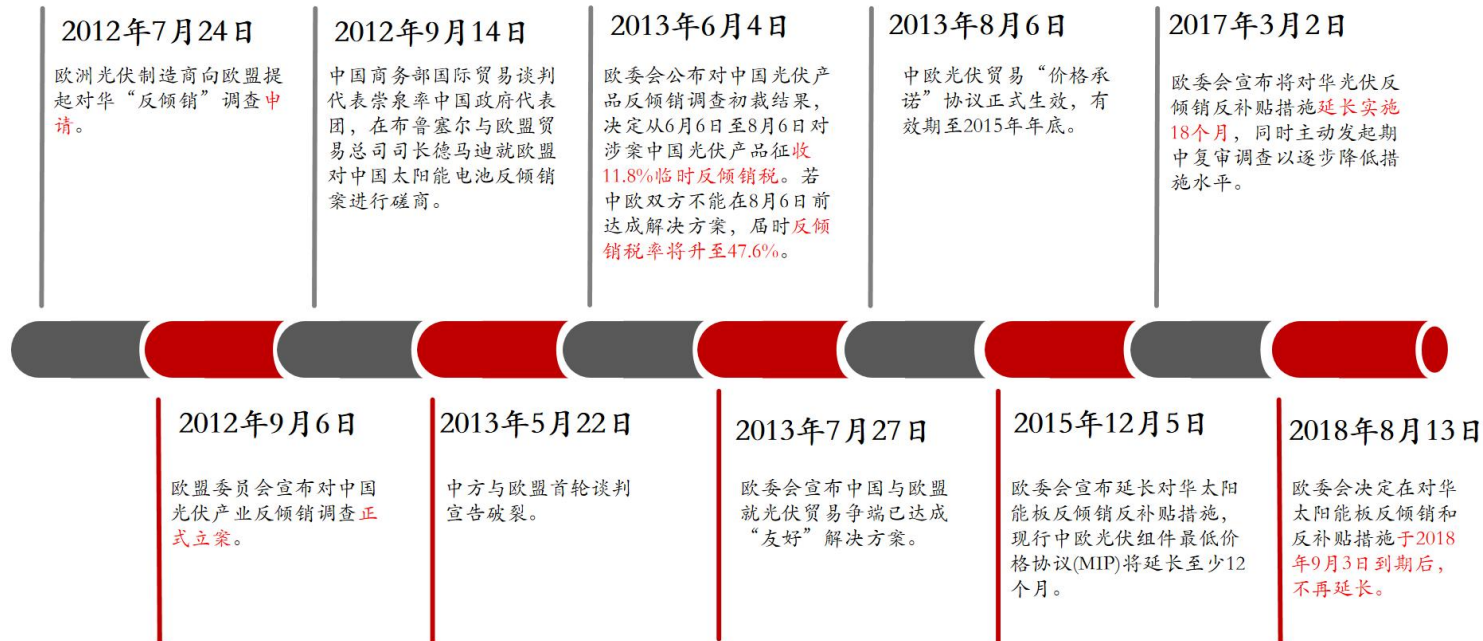 2012年7月24日
欧洲光伏制造商向欧盟提
起对华“反倾销”调查申
请。
2012年9月14日
中国商务部国际贸易谈判
代表崇泉率中国政府代表
团，在布鲁塞尔与欧盟贸
易总司司长德马迪就欧盟
对中国太阳能电池反倾销
案进行磋商。
2013年6月4日
欧委会公布对中国光伏产
品反倾销调查初裁结果，
决定从6月6日至8月6日对
涉案中国光伏产品征收
11.8%临时反倾销税。若
中欧双方不能在8月6日前
达成解决方案，届时反倾
销税率将升至47.6%。
2013年8月6日
中欧光伏贸易“价格承
诺”协议正式生效，有
效期至2015年年底。
2017年3月2日
欧委会宣布将对华光伏反
倾销反补贴措施延长实施
18个月，同时主动发起期
中复审调查以逐步降低措
施水平。
2012年9月6日
欧盟委员会宣布对中国
光伏产业反倾销调查正
式立案。
2013年5月22日
中方与欧盟首轮谈判
宣告破裂。
2013年7月27日
欧委会宣布中国与欧盟
就光伏贸易争端已达成
“友好”解决方案。
2015年12月5日
欧委会宣布延长对华太阳
能板反倾销反补贴措施，
现行中欧光伏组件最低价
格协议(MIP)将延长至少12
个月。
2018年8月13日
欧委会决定在对华
太阳能板反倾销和
反补贴措施于2018
年9月3日到期后，
不再延长。